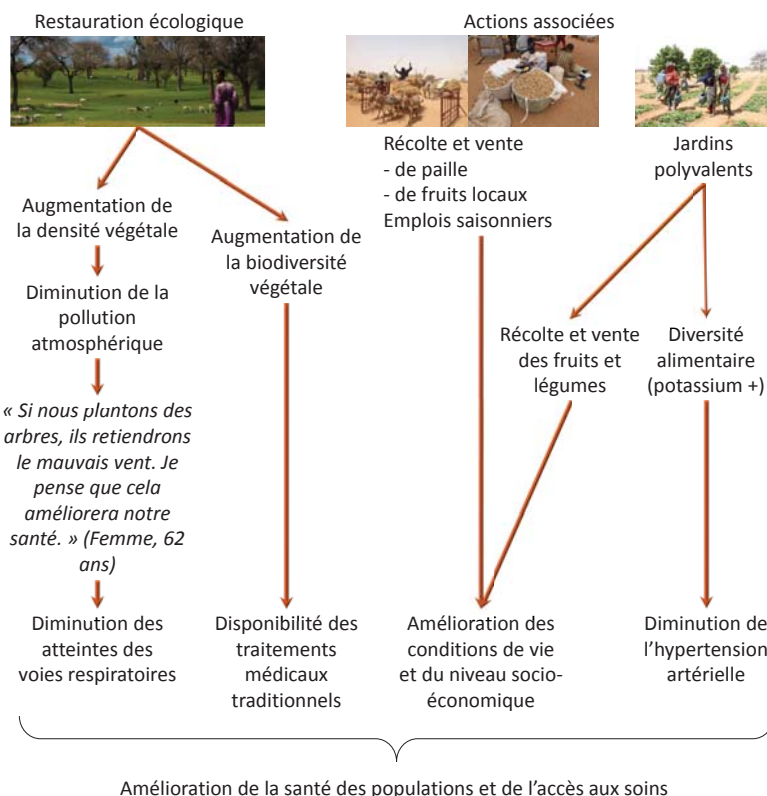 Restauration écologique
Actions associées
Récolte et vente
- de paille
- de fruits locaux
Emplois saisonniers
Jardins
polyvalents
Augmentation de
la densité végétale
Augmentation de
la biodiversité
végétale
Diminution de la
pollution
atmosphérique
Récolte et vente
des fruits et
légumes
Diversité
alimentaire
(potassium +)
« Si nous pluntons des
arbres, ils retiendrons
le mauvais vent. Je
pense que cela
améliorera notre
santé. » (Femme, 62
ans)
Diminution des
atteintes des
voies respiratoires
Disponibilité des
traitements
médicaux
traditionnels
Amélioration des
conditions de vie
et du niveau socio-
économique
Diminution de
l’hypertension
artérielle
Amélioration de la santé des populations et de l’accès aux soins